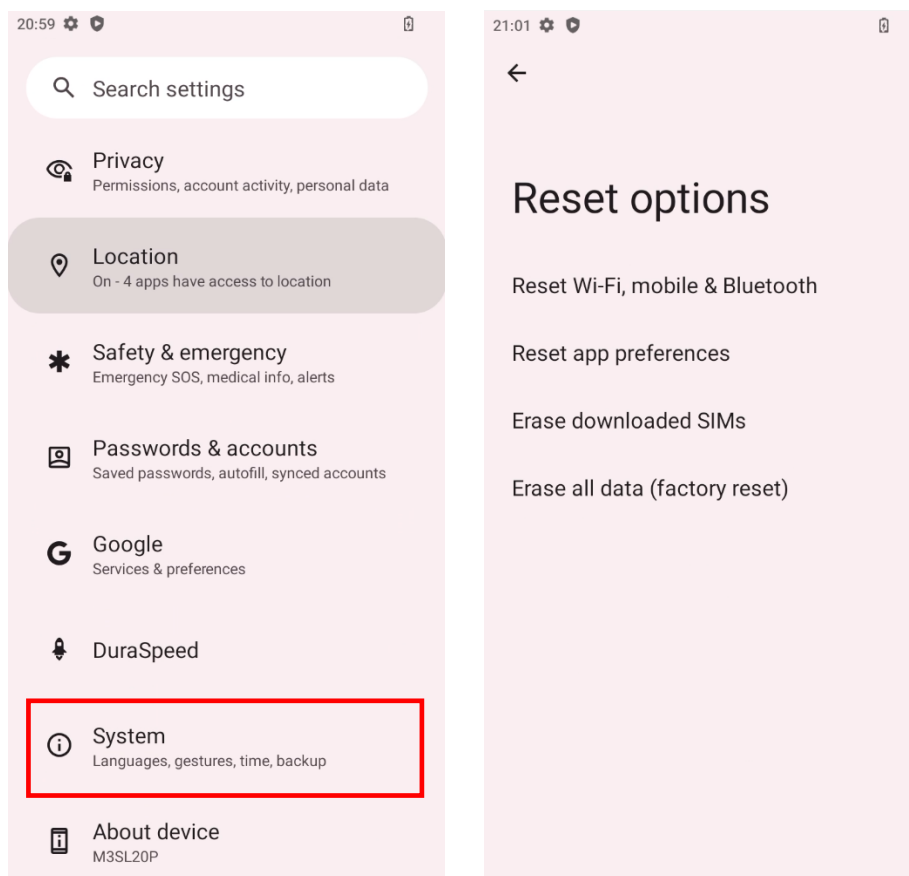 20:59
Search settings
Privacy
Permissions, account activity, personal data
Location
On - 4 apps have access to location
Safety & emergency
Emergency SOS, medical info, alerts
Passwords & accounts
Saved passwords, autofill, synced accounts
Google
Services & preferences
DuraSpeed
System
Languages, gestures, time, backup
About device
M3SL20P
21:01
Reset options
Reset Wi-Fi, mobile & Bluetooth
Reset app preferences
Erase downloaded SIMs
Erase all data (factory reset)